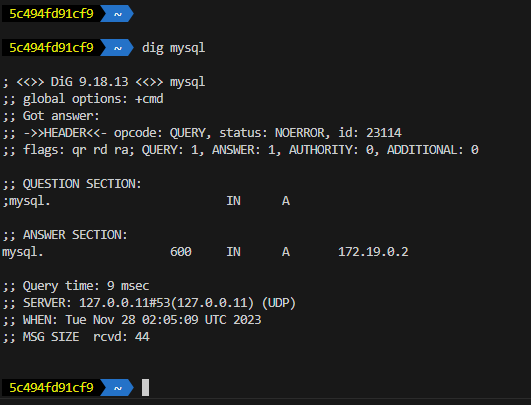 5c494fd91cf9 ~
5c494fd91cf9 ~ dig mysql
; <<>> DiG 9.18.13 <<>> mysql
;; global options: +cmd
;; Got answer:
;; ->>HEADER<<- opcode: QUERY, status: NOERROR, id: 23114
;; flags: qr rd ra; QUERY: 1, ANSWER: 1, AUTHORITY: 0, ADDITIONAL: 0
;; QUESTION SECTION:
;mysql. IN A
;; ANSWER SECTION:
mysql. 600 IN A 172.19.0.2
;; Query time: 9 msec
;; SERVER: 127.0.0.11#53(127.0.0.11) (UDP)
;; WHEN: Tue Nov 28 02:05:09 UTC 2023
;; MSG SIZE rcvd: 44
5c494fd91cf9 ~